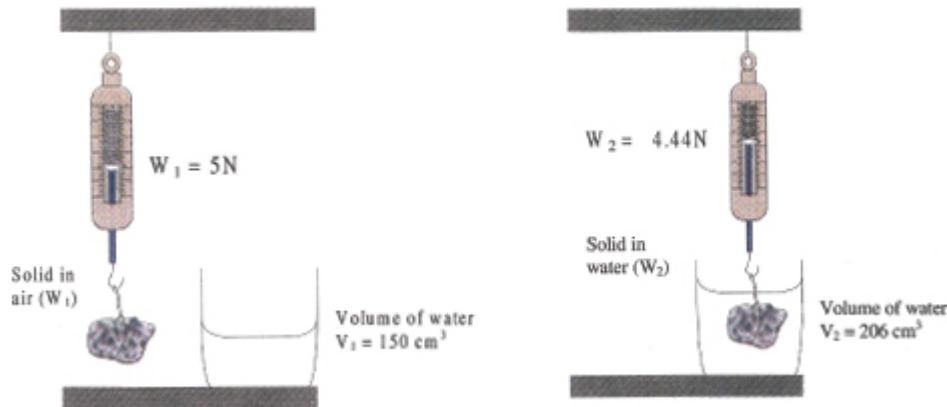 W₁ = 5N
Solid in
air (W₁)
Volume of water
V₁ = 150 cm³
W₂ = 4.44N
Solid in
water (W₂)
Volume of water
V₂ = 206 cm³